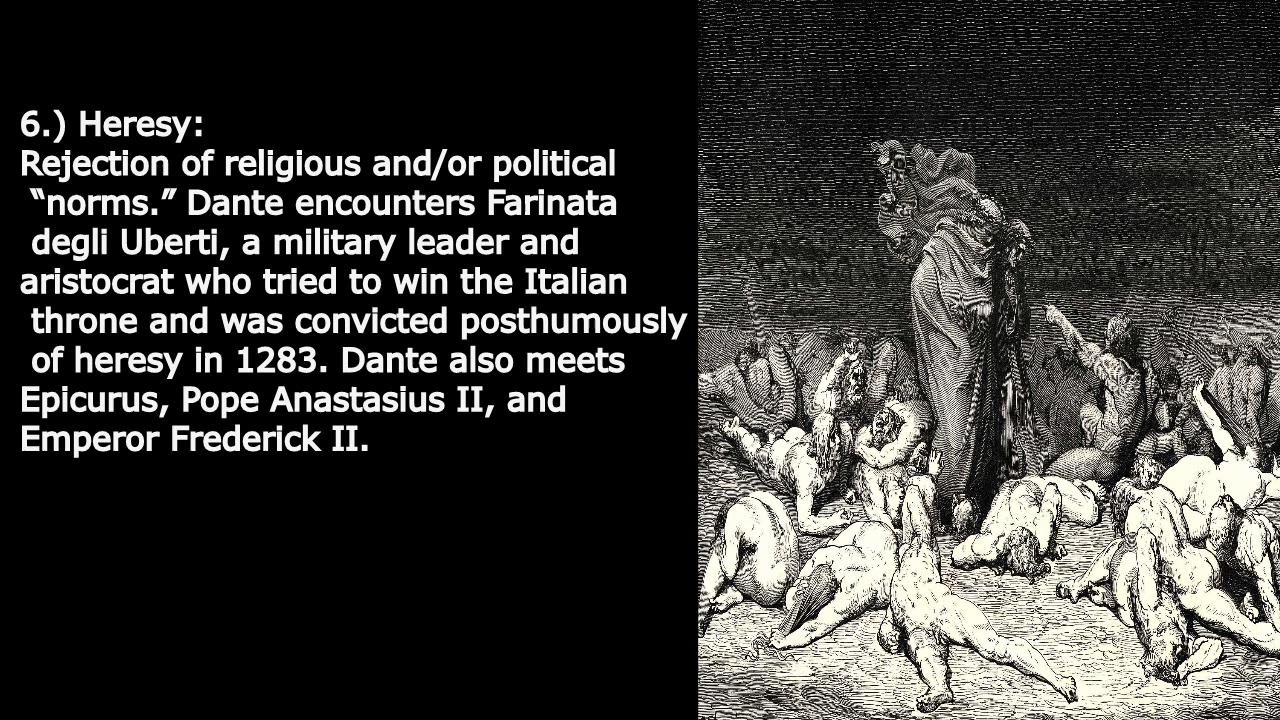 6.) Heresy:
Rejection of religious and/or political
“norms.” Dante encounters Farinata
degli Uberti, a military leader and
aristocrat who tried to win the Italian
throne and was convicted posthumously
of heresy in 1283. Dante also meets
Epicurus, Pope Anastasius II, and
Emperor Frederick II.